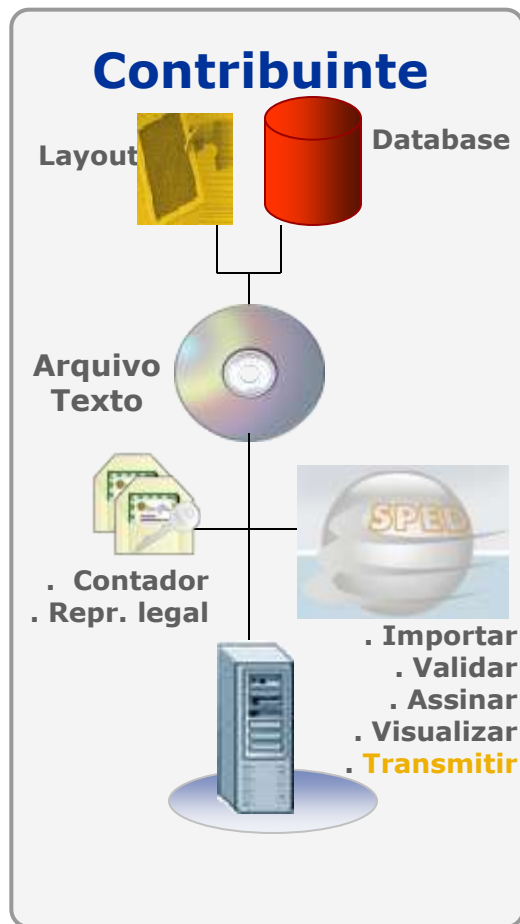 Contribuinte
Layout
Database
Arquivo
Texto
SPED
. Contador
. Repr. legal
. Importar
. Validar
. Assinar
. Visualizar
. Transmitir